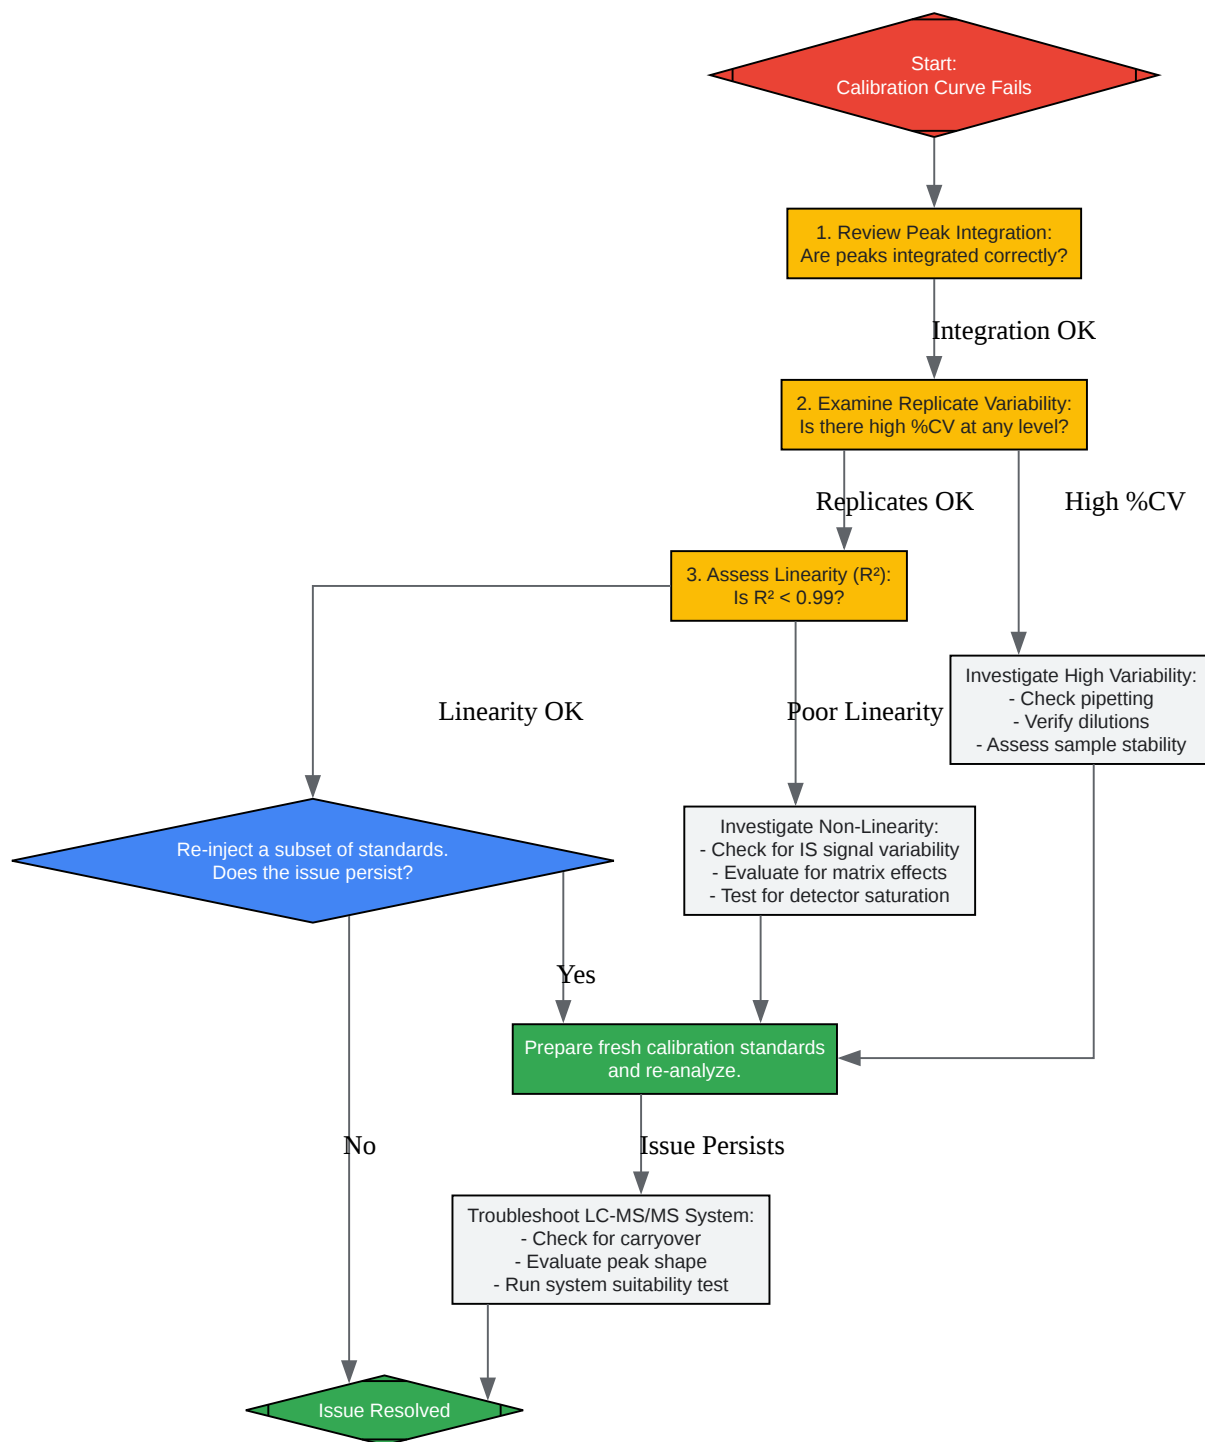 Start:
Calibration Curve Fails
1. Review Peak Integration:
Are peaks integrated correctly?
Integration OK
2. Examine Replicate Variability:
Is there high %CV at any level?
Replicates OK
High %CV
3. Assess Linearity (R²):
Is R² < 0.99?
Investigate High Variability:
- Check pipetting
- Verify dilutions
- Assess sample stability
Linearity OK
Poor Linearity
Re-inject a subset of standards.
Does the issue persist?
Investigate Non-Linearity:
- Check for IS signal variability
- Evaluate for matrix effects
- Test for detector saturation
Yes
Prepare fresh calibration standards
and re-analyze.
No
Issue Persists
Troubleshoot LC-MS/MS System:
- Check for carryover
- Evaluate peak shape
- Run system suitability test
Issue Resolved